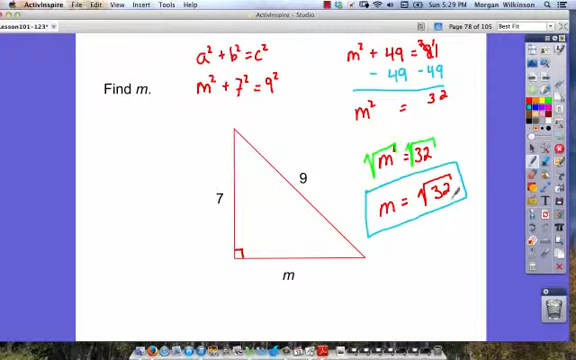 ActivInspire File Edit View Insert Tools Help
Sun 5:29 PM Morgan Wilkinson
ActivInspire – Studio
Lesson101-123*
Page 78 of 105
Best Fit
a² + b² = c²
m² + 7² = 9²
Find m.
m² + 49 = 81
- 49 -49
m² = 32
√m² = √32
m = √32
7
9
m